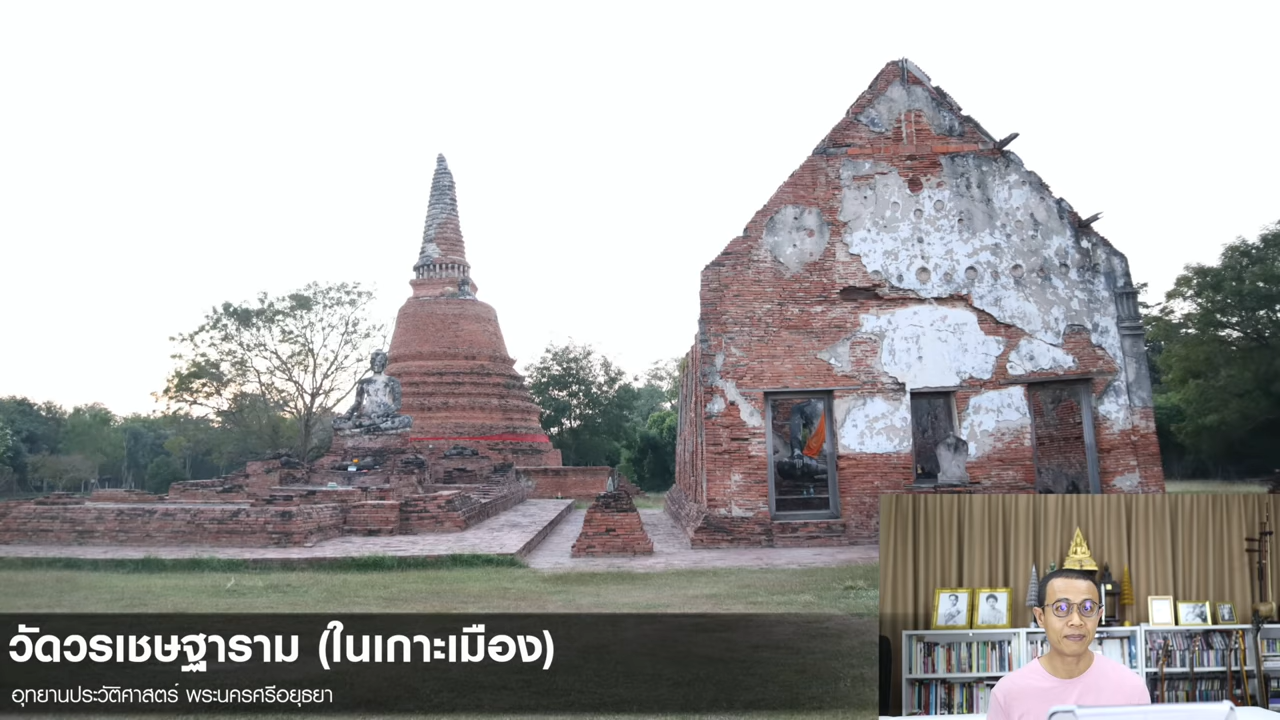 วัดวรเชษฐาราม (ในเกาะเมือง)
อุทยานประวัติศาสตร์ พระนครศรีอยุธยา